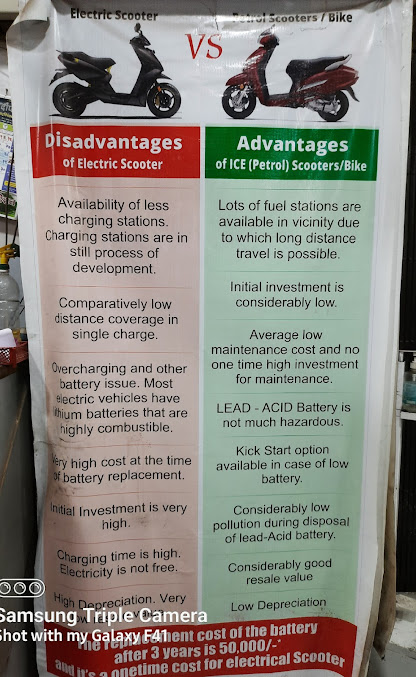 Electric Scooter
Petrol Scooters / Bike
VS
Disadvantages
of Electric Scooter
Availability of less
charging stations.
Charging stations are in
still process of
development.
Comparatively low
distance coverage in
single charge.
Overcharging and other
battery issue. Most
electric vehicles have
lithium batteries that are
highly combustible.
Very high cost at the time
of battery replacement.
Initial Investment is very
high.
Charging time is high.
Electricity is not free.
High Depreciation. Very
Advantages
of ICE (Petrol) Scooters/Bike
Lots of fuel stations are
available in vicinity due
to which long distance
travel is possible.
Initial investment is
considerably low.
Average low
maintenance cost and no
one time high investment
for maintenance.
LEAD - ACID Battery is
not much hazardous.
Kick Start option
available in case of low
battery.
Considerably low
pollution during disposal
of lead-Acid battery.
Considerably good
resale value
Low Depreciation
The replacement cost of the battery
after 3 years is 50,000/-*
and it's a onetime cost for electrical Scooter
Samsung Triple Camera
Shot with my Galaxy F41